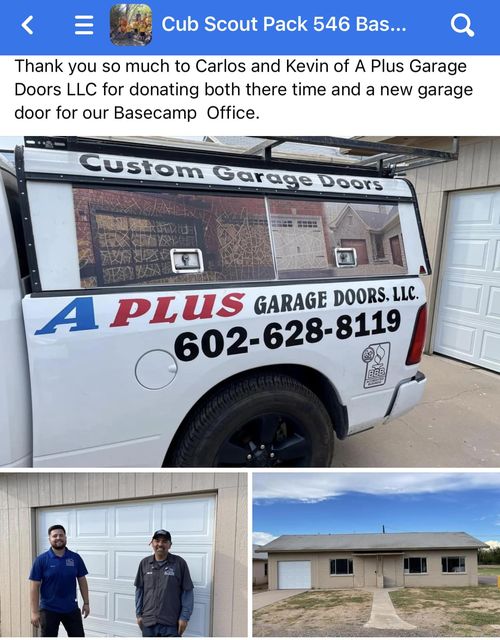 Cub Scout Pack 546 Bas...
Thank you so much to Carlos and Kevin of A Plus Garage
Doors LLC for donating both there time and a new garage
door for our Basecamp Office.
Custom Garage Doors
A PLUS GARAGE DOORS, LLC.
602-628-8119
BBB